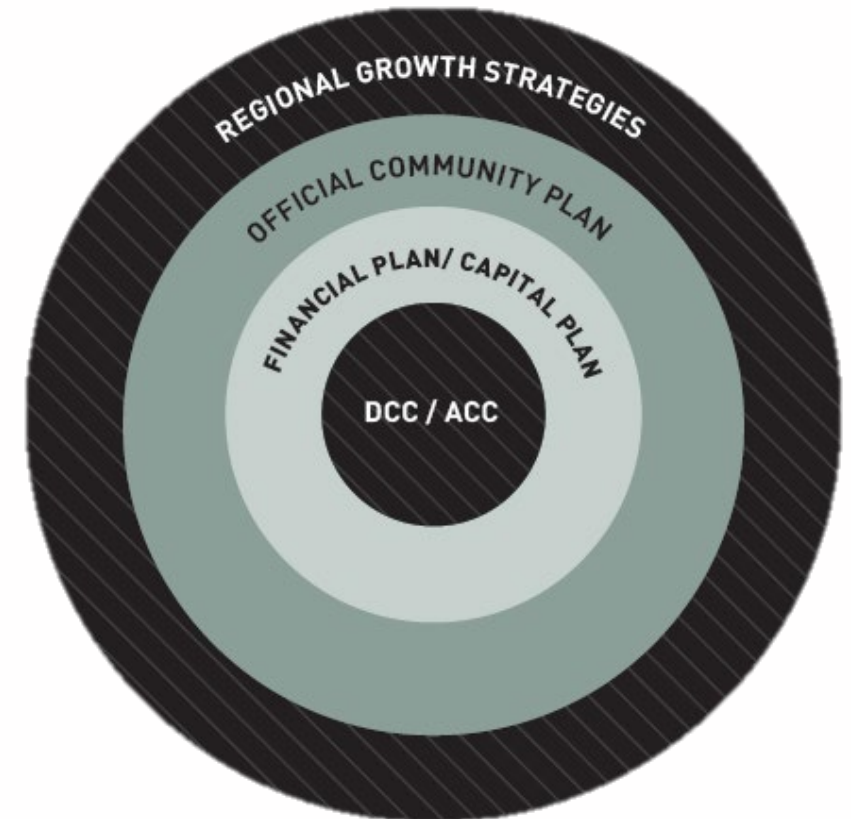 REGIONAL GROWTH STRATEGIES
OFFICIAL COMMUNITY PLAN
FINANCIAL PLAN/ CAPITAL PLAN
DCC / ACC